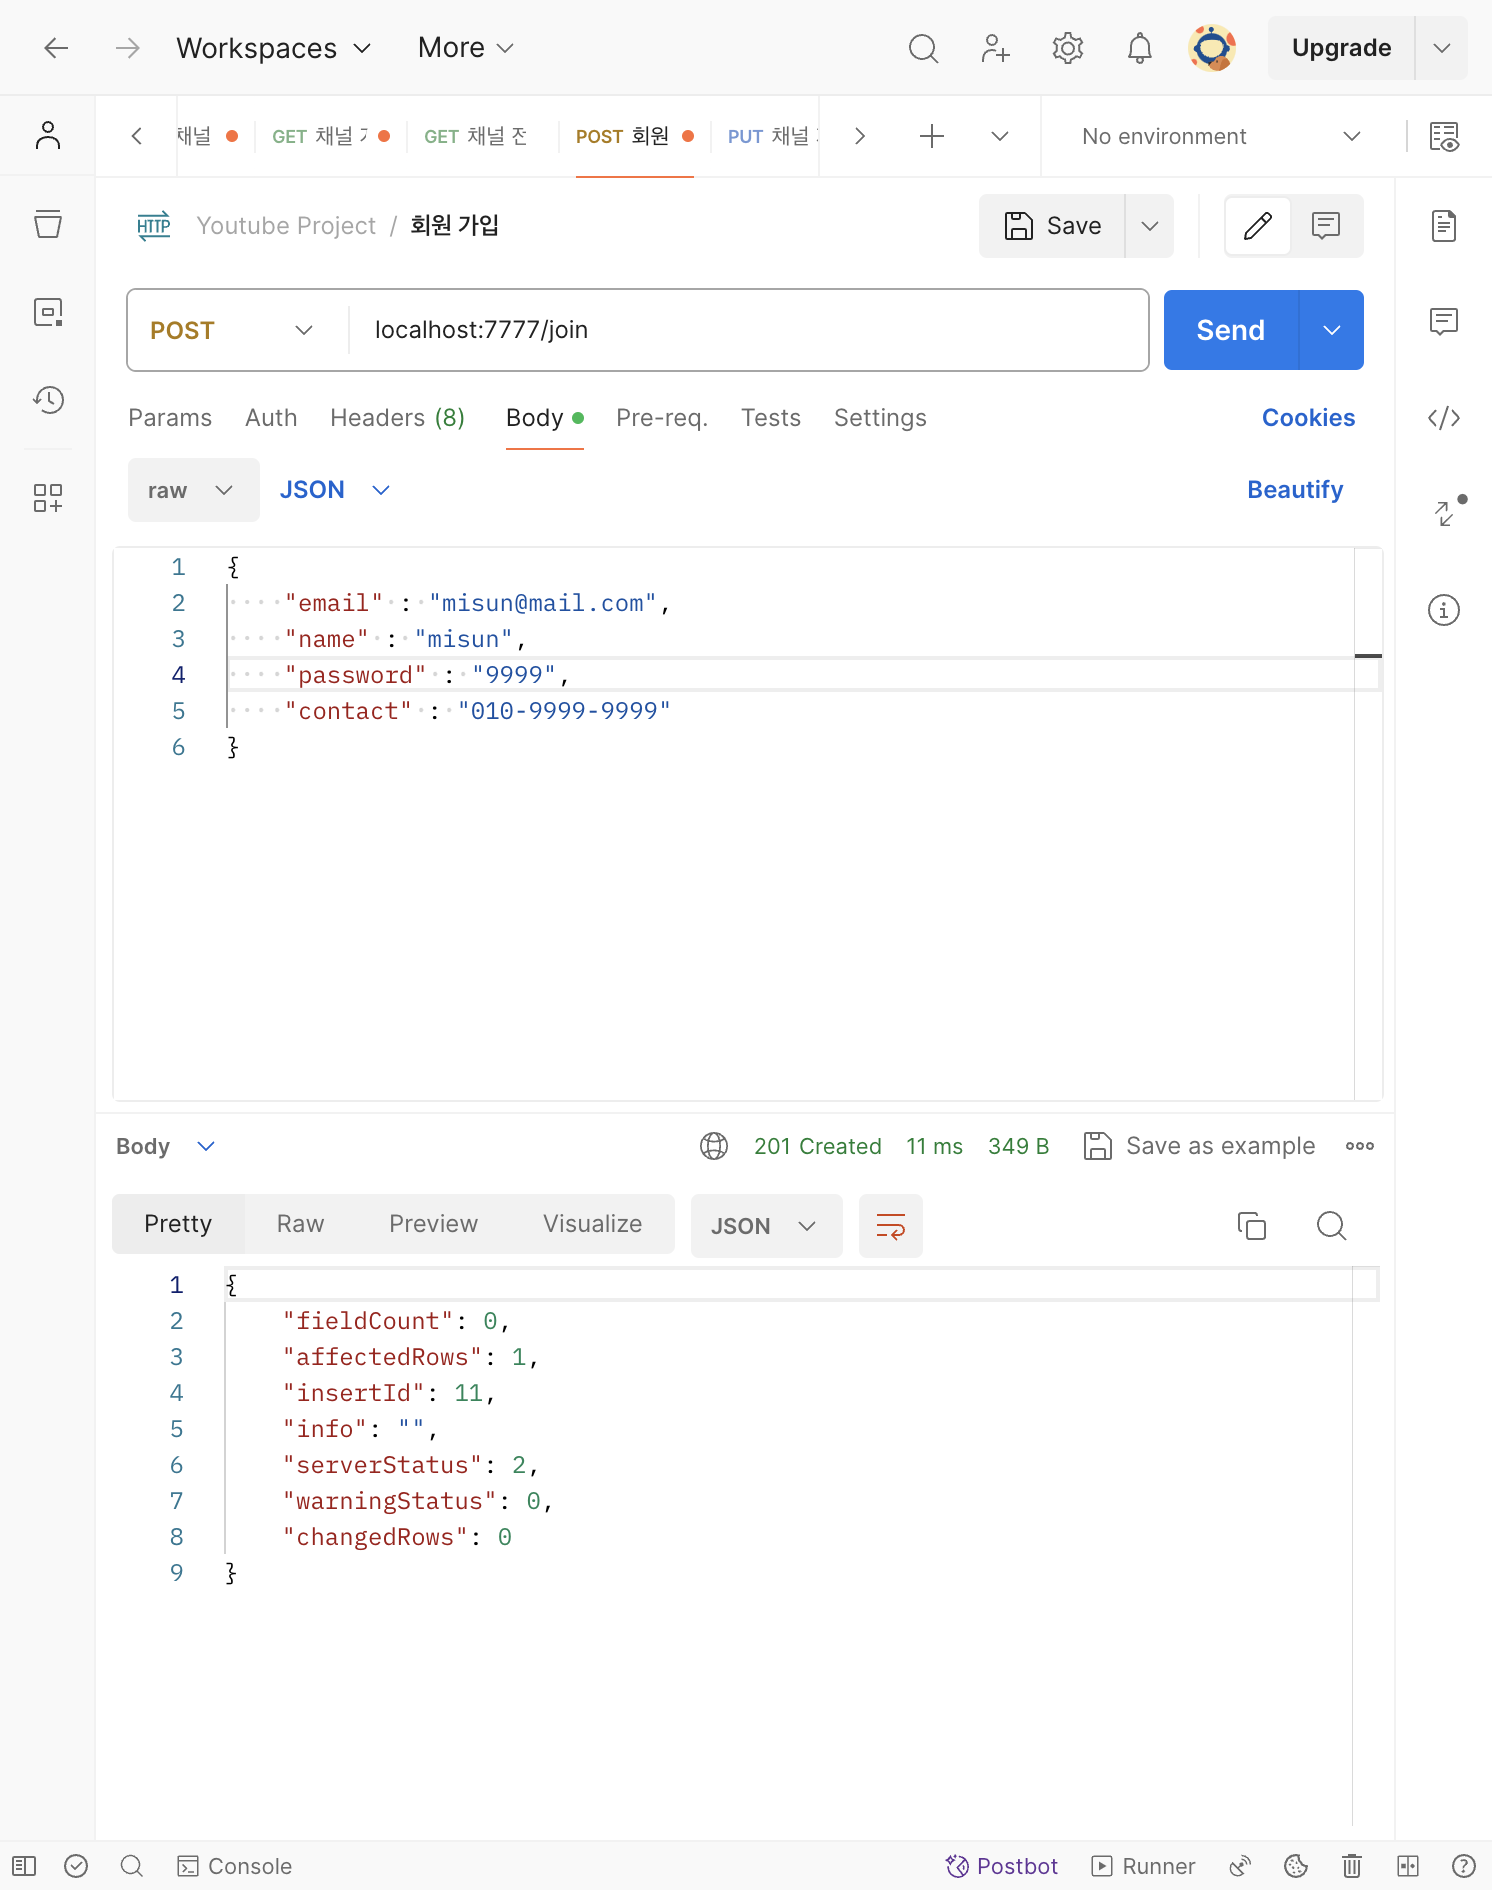 Workspaces More Upgrade
채널 GET 채널 GET 채널 전 POST 회원 PUT 채널 No environment
HTTP Youtube Project / 회원 가입 Save
POST localhost:7777/join Send
Params Auth Headers (8) Body Pre-req. Tests Settings Cookies
raw JSON Beautify
1 {
2 "email" : "misun@mail.com",
3 "name" : "misun",
4 "password" : "9999",
5 "contact" : "010-9999-9999"
6 }
Body 201 Created 11 ms 349 B Save as example
Pretty Raw Preview Visualize JSON
1 {
2 "fieldCount": 0,
3 "affectedRows": 1,
4 "insertId": 11,
5 "info": "",
6 "serverStatus": 2,
7 "warningStatus": 0,
8 "changedRows": 0
9 }
Console Postbot Runner